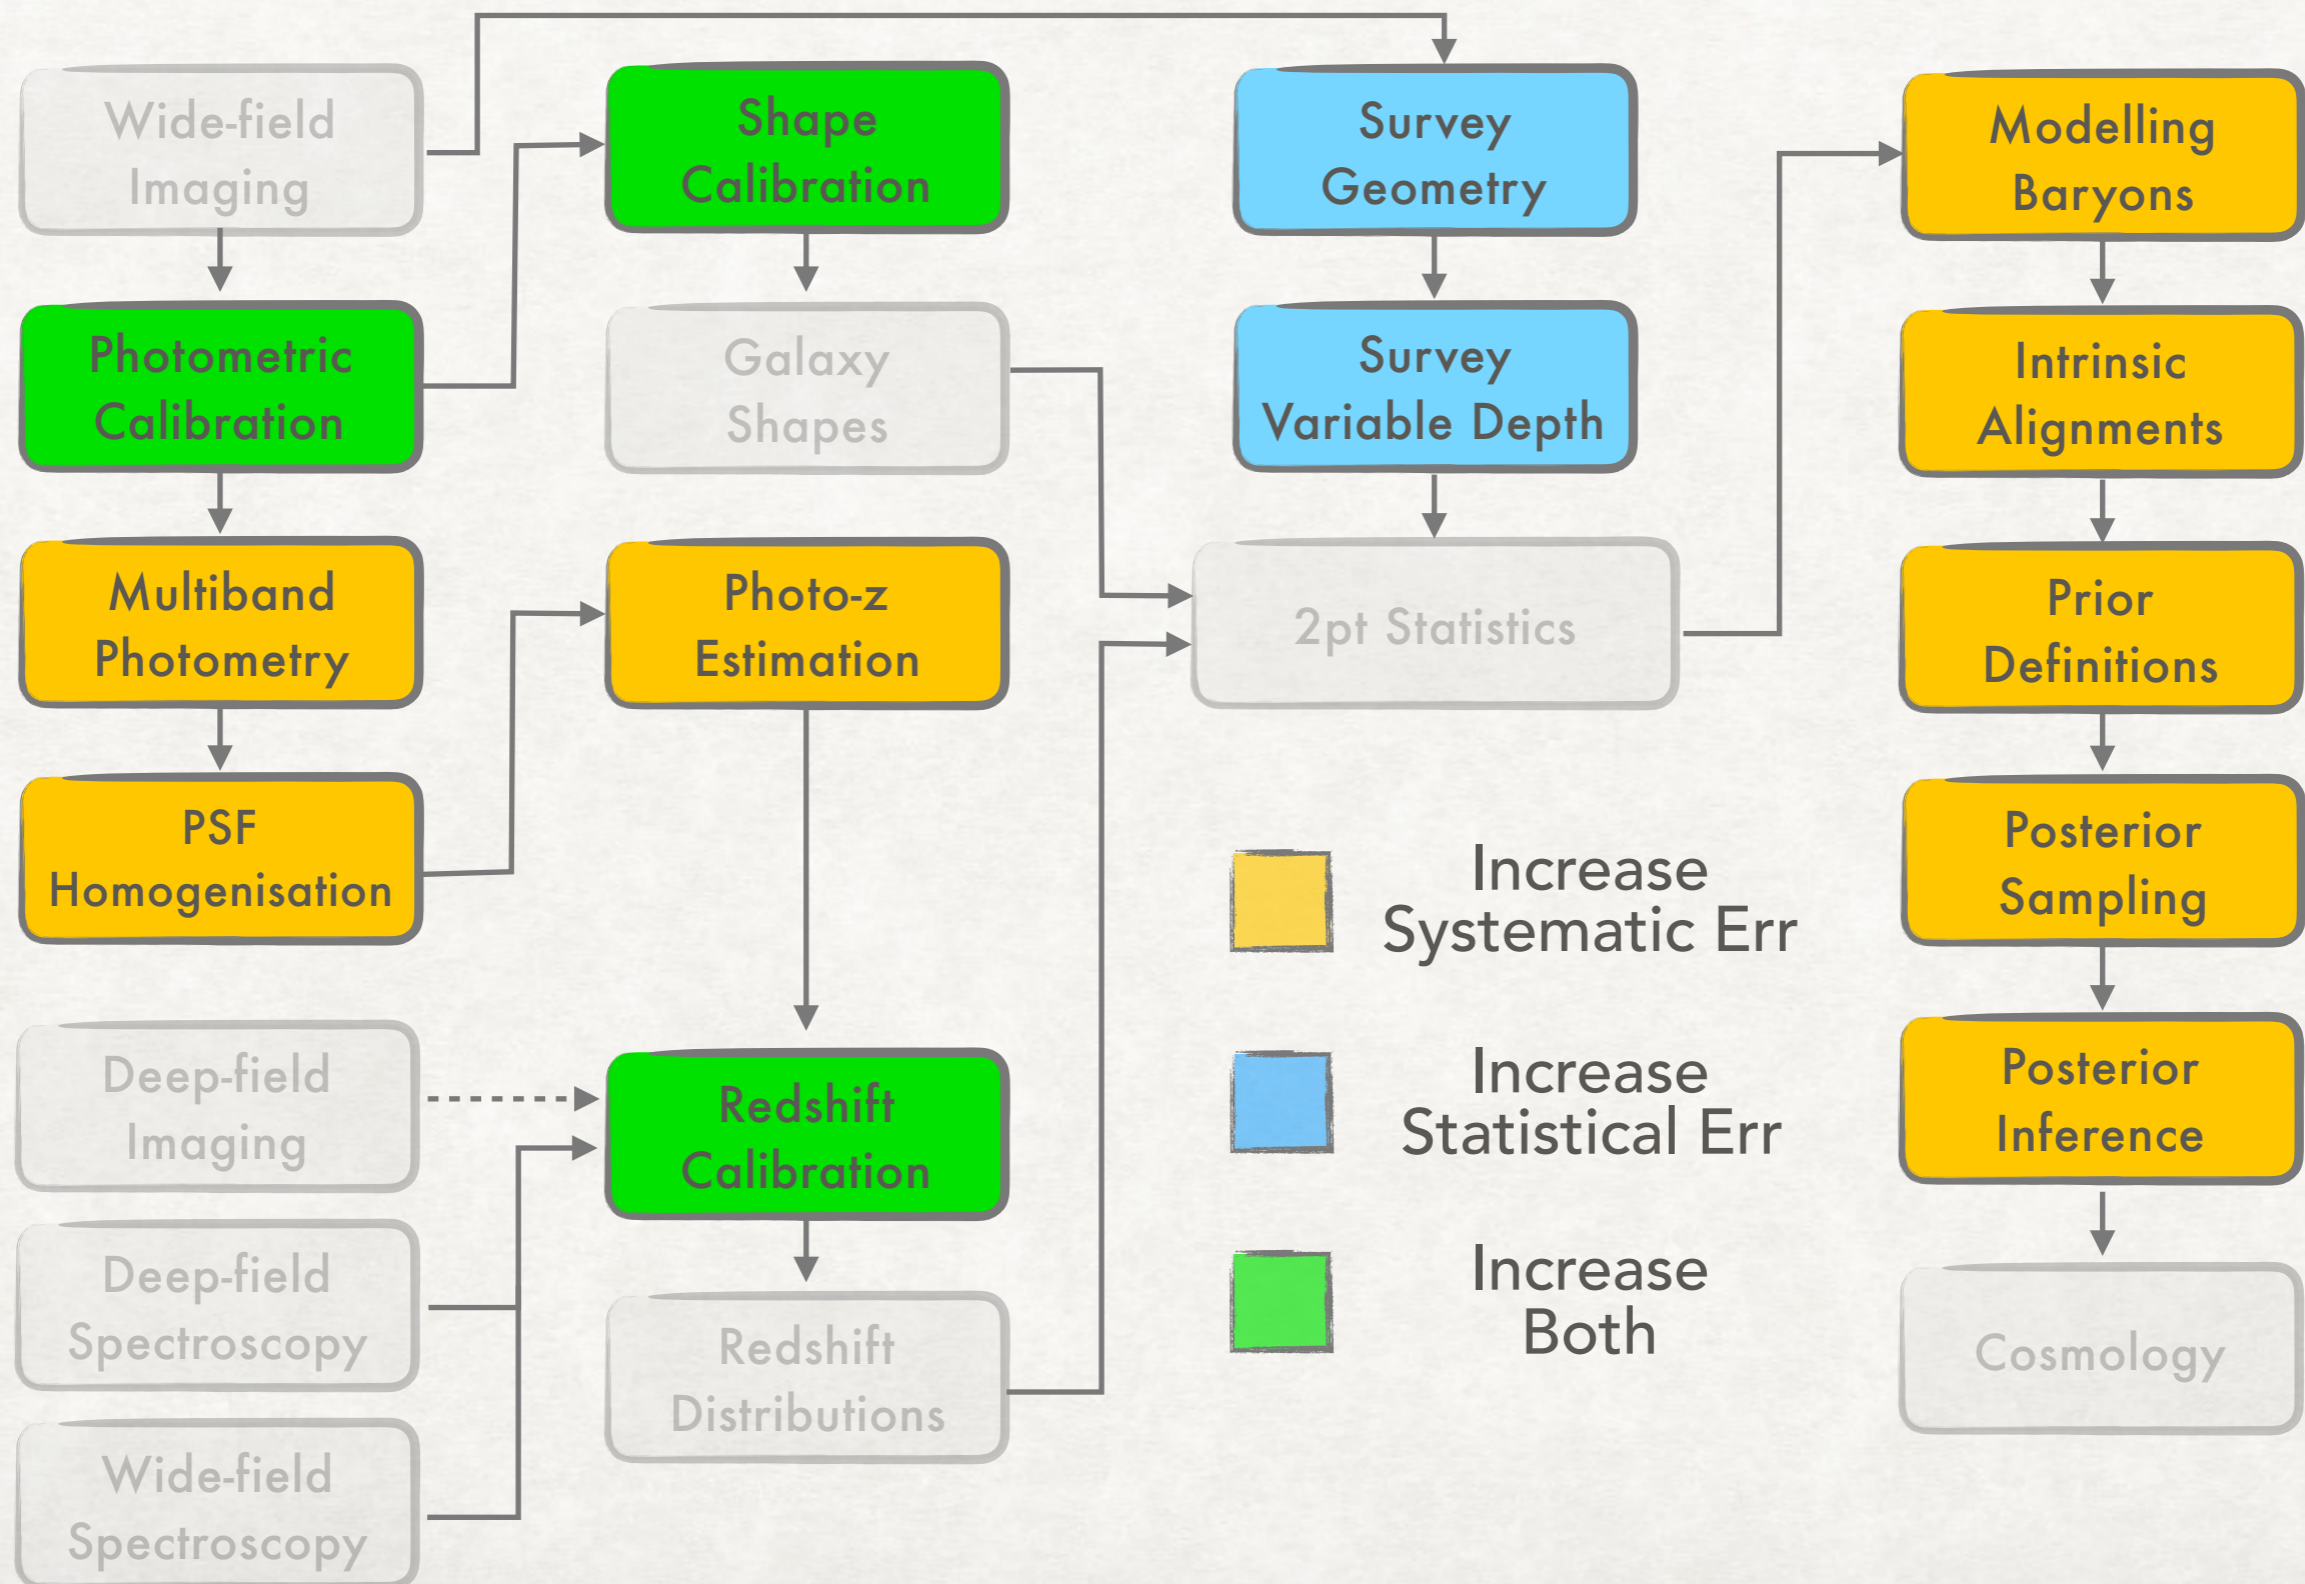 Wide-field
Imaging
Photometric
Calibration
Multiband
Photometry
PSF
Homogenisation
Deep-field
Imaging
Deep-field
Spectroscopy
Wide-field
Spectroscopy
Shape
Calibration
Galaxy
Shapes
Photo-z
Estimation
Redshift
Calibration
Redshift
Distributions
Survey
Geometry
Survey
Variable Depth
2pt Statistics
Increase
Systematic Err
Increase
Statistical Err
Increase
Both
Modelling
Baryons
Intrinsic
Alignments
Prior
Definitions
Posterior
Sampling
Posterior
Inference
Cosmology